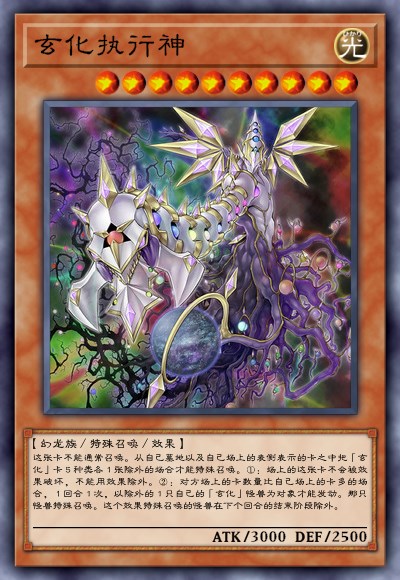 玄化执行神
光
【幻龙族／特殊召唤／效果】
这张卡不能通常召唤。从自己墓地以及自己场上的表侧表示的卡之中把「玄
化」卡5种类各1张除外的场合才能特殊召唤。①：场上的这张卡不会被效
果破坏，不能用效果除外。②：对方场上的卡数量比自己场上的卡多的场
合，1回合1次，以除外的1只自己的「玄化」怪兽为对象才能发动。那只
怪兽特殊召唤。这个效果特殊召唤的怪兽在下个回合的结束阶段除外。
ATK/3000 DEF/2500